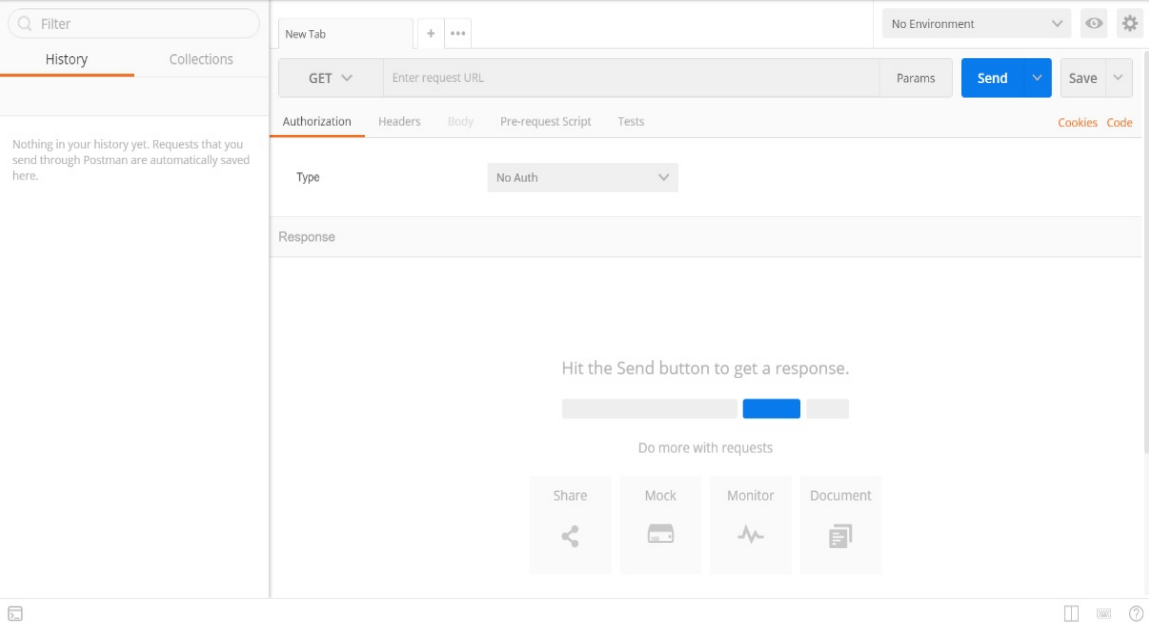 Filter
History
Collections
Nothing in your history yet. Requests that you
send through Postman are automatically saved
here.
New Tab
+
•••
No Environment
GET
Enter request URL
Params
Send
Save
Authorization
Headers
Body
Pre-request Script
Tests
Cookies
Code
Type
No Auth
Response
Hit the Send button to get a response.
Do more with requests
Share
Mock
Monitor
Document